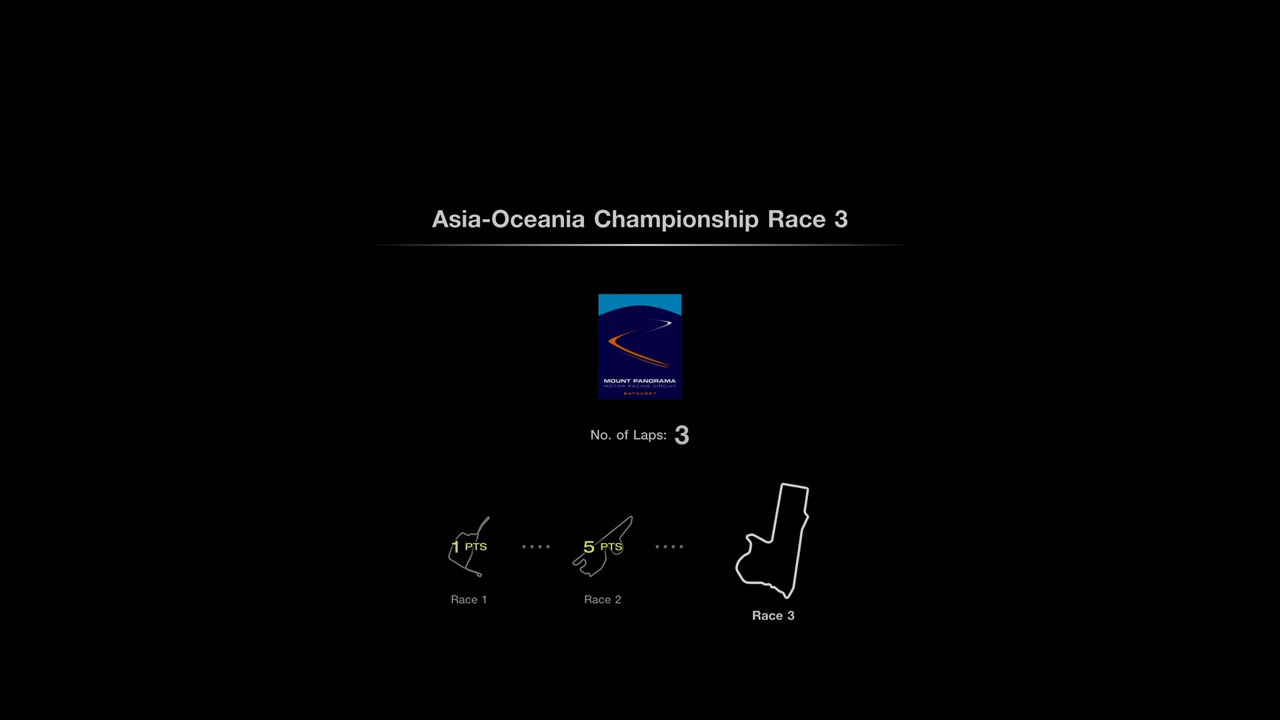 Asia-Oceania Championship Race 3
MOUNT PANORAMA
MOTOR RACING CIRCUIT
BATHURST
No. of Laps: 3
1 PTS
5 PTS
Race 1
Race 2
Race 3